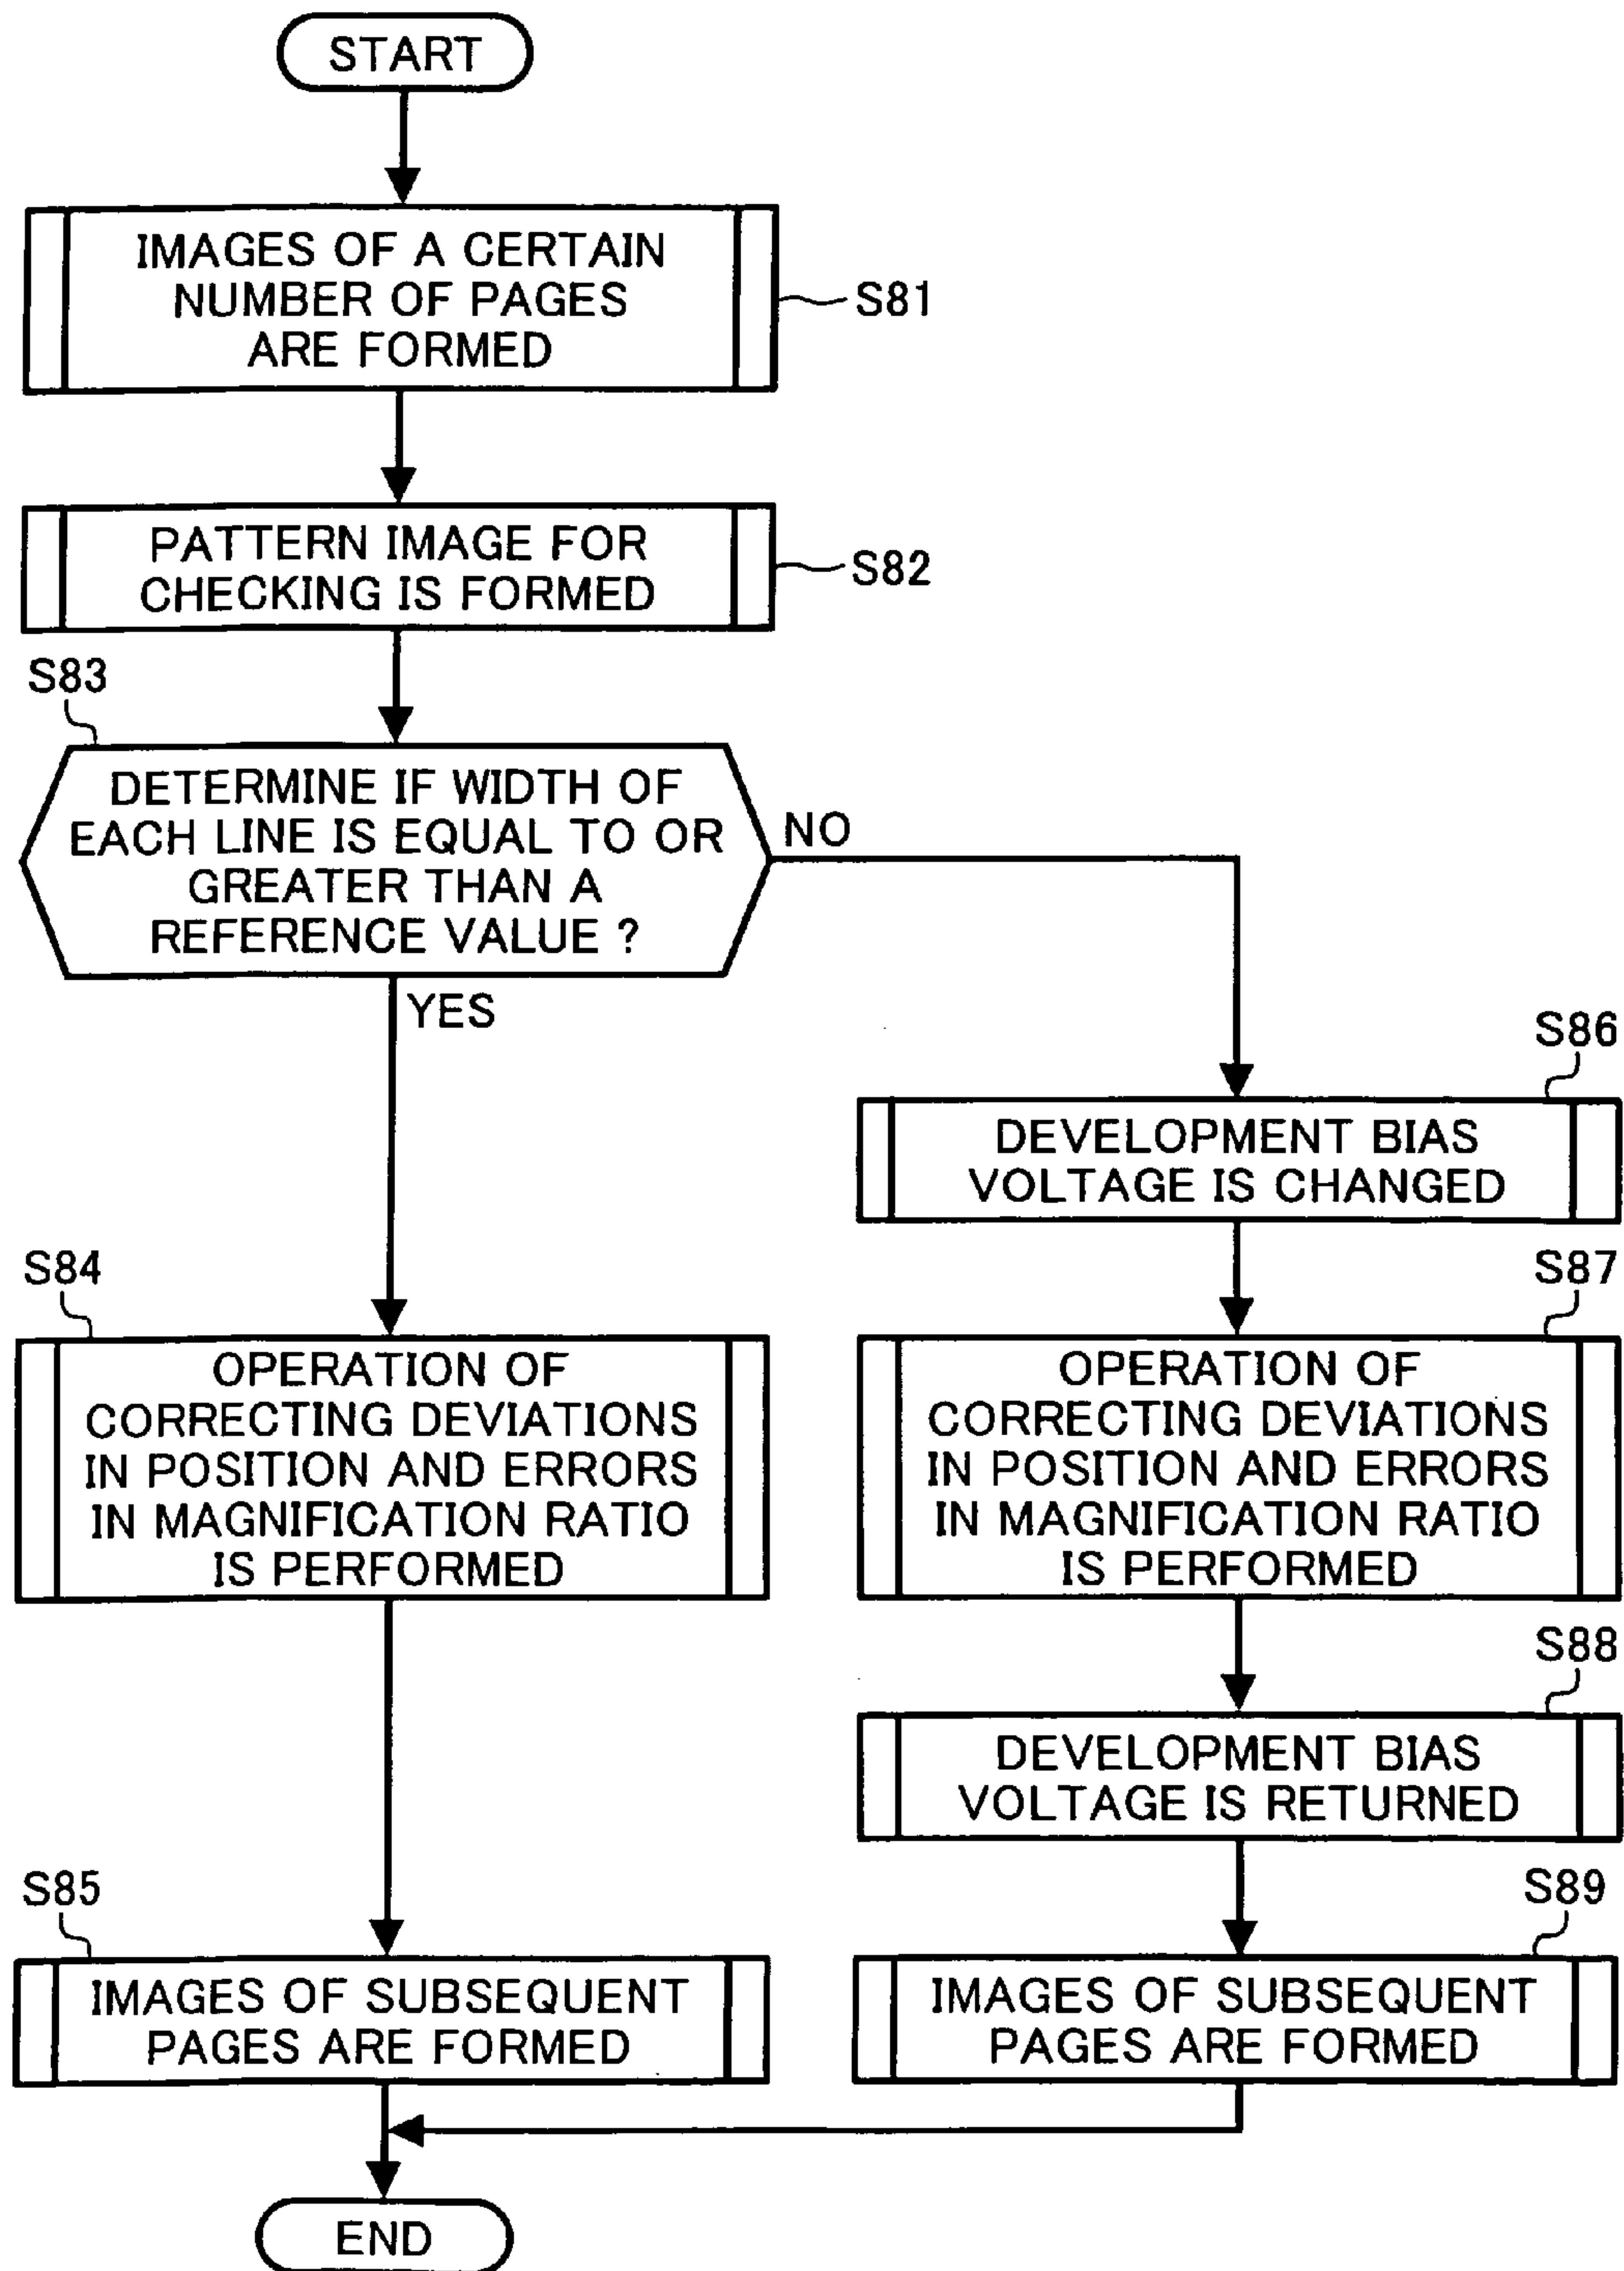 START
IMAGES OF A CERTAIN
NUMBER OF PAGES
ARE FORMED
S81
PATTERN IMAGE FOR
CHECKING IS FORMED
S82
S83
DETERMINE IF WIDTH OF
EACH LINE IS EQUAL TO OR
GREATER THAN A
REFERENCE VALUE ?
NO
YES
S86
DEVELOPMENT BIAS
VOLTAGE IS CHANGED
S84
OPERATION OF
CORRECTING DEVIATIONS
IN POSITION AND ERRORS
IN MAGNIFICATION RATIO
IS PERFORMED
S87
OPERATION OF
CORRECTING DEVIATIONS
IN POSITION AND ERRORS
IN MAGNIFICATION RATIO
IS PERFORMED
S88
DEVELOPMENT BIAS
VOLTAGE IS RETURNED
S85
IMAGES OF SUBSEQUENT
PAGES ARE FORMED
S89
IMAGES OF SUBSEQUENT
PAGES ARE FORMED
END